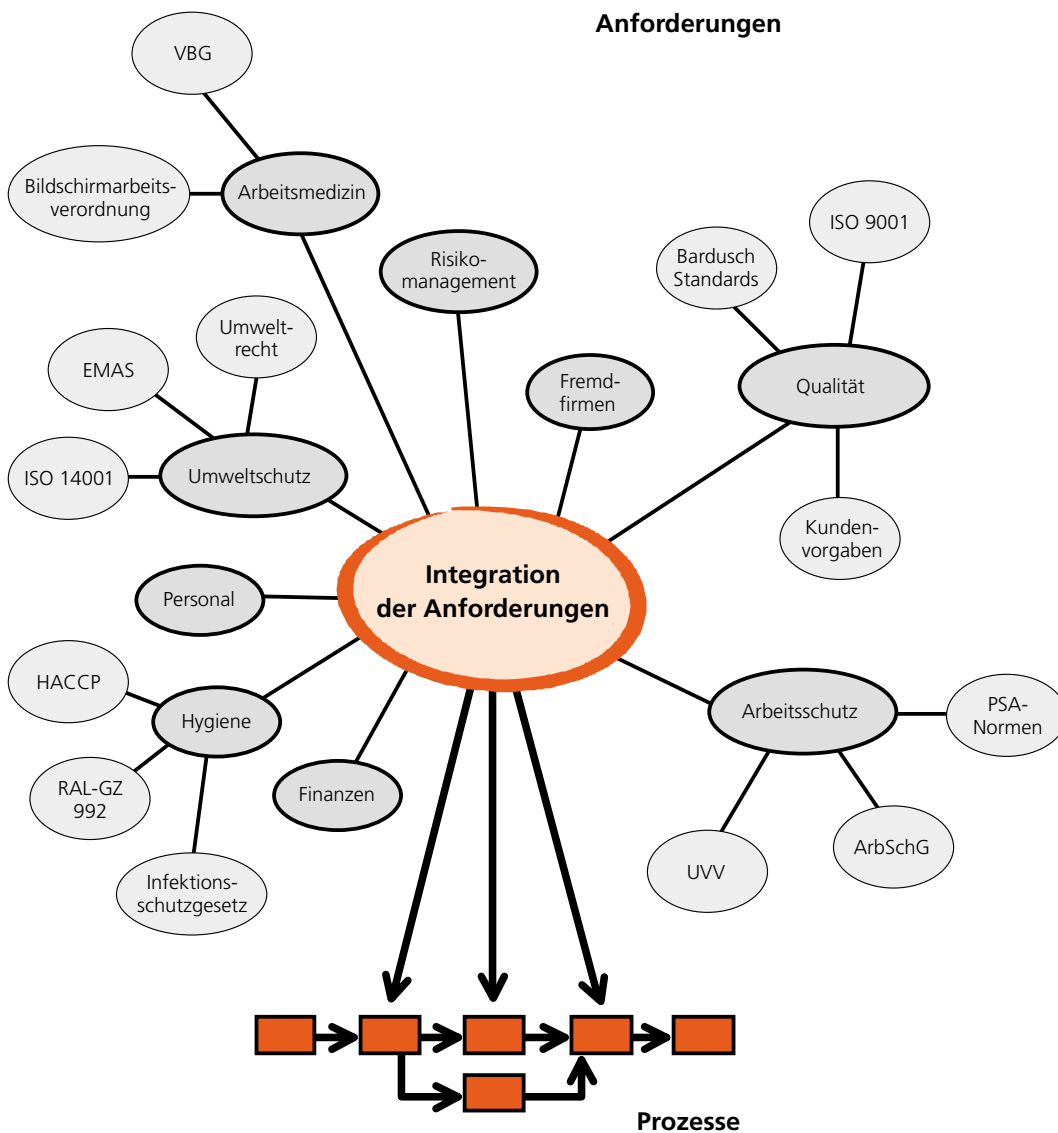 Anforderungen
VBG
Bildschirmarbeits-
verordnung
Arbeitsmedizin
Risiko-
management
ISO 9001
Bardusch
Standards
Umwelt-
recht
EMAS
Fremd-
firmen
Qualität
ISO 14001
Umweltschutz
Kunden-
vorgaben
Integration
der Anforderungen
Personal
HACCP
Hygiene
RAL-GZ
992
Finanzen
Infektions-
schutzgesetz
Arbeitsschutz
PSA-
Normen
UVV
ArbSchG
Prozesse